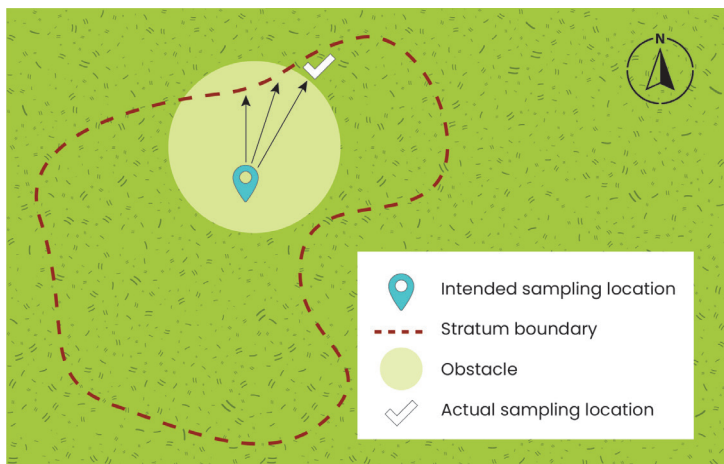 N
Intended sampling location
Stratum boundary
Obstacle
Actual sampling location